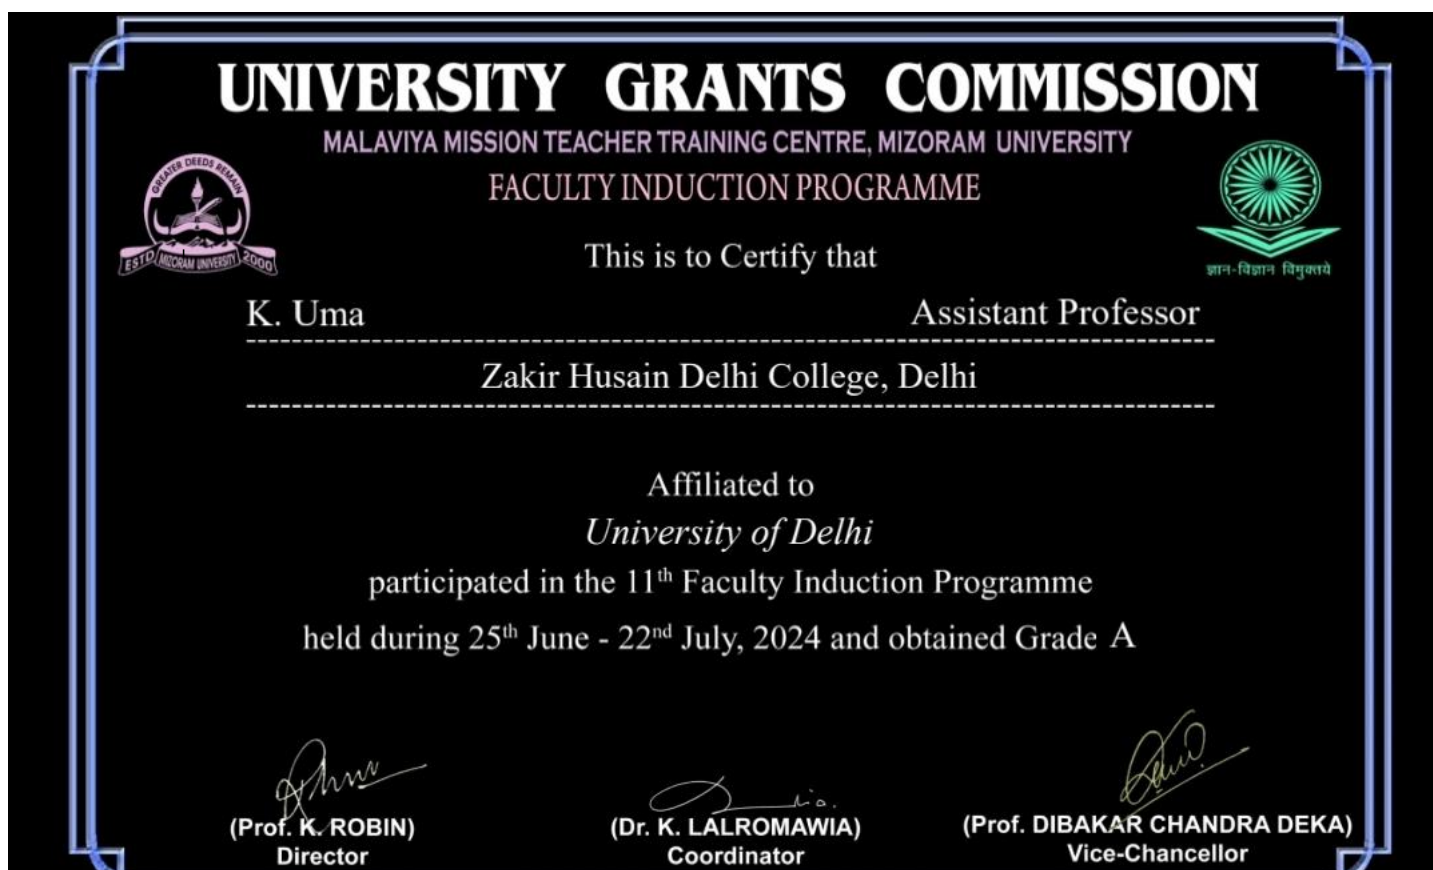 UNIVERSITY GRANTS COMMISSION
MALAVIYA MISSION TEACHER TRAINING CENTRE, MIZORAM UNIVERSITY
FACULTY INDUCTION PROGRAMME
GREATER DEEDS REMAIN
ESTD MIZORAM UNIVERSITY 2000
ज्ञान-विज्ञान विमुक्तये
This is to Certify that
K. Uma Assistant Professor
Zakir Husain Delhi College, Delhi
Affiliated to
University of Delhi
participated in the 11th Faculty Induction Programme
held during 25th June - 22nd July, 2024 and obtained Grade A
(Prof. K. ROBIN) (Dr. K. LALROMAWIA) (Prof. DIBAKAR CHANDRA DEKA)
Director Coordinator Vice-Chancellor